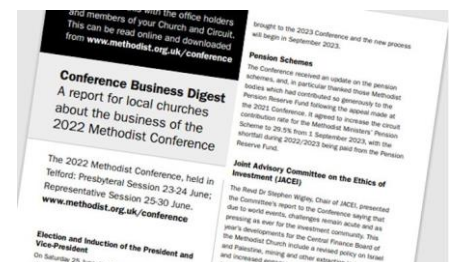 with the office holders
and members of your Church and Circuit.
This can be read online and downloaded
from www.methodist.org.uk/conference
Conference Business Digest
A report for local churches
about the business of the
2022 Methodist Conference
The 2022 Methodist Conference, held in
Telford: Presbyteral Session 23-24 June;
Representative Session 25-30 June.
www.methodist.org.uk/conference
Election and Induction of the President and
Vice-President
On Saturday 25 June
brought to the 2023 Conference and the new process
will begin in September 2023.
Pension Schemes
The Conference received an update on the pension
schemes, and, in particular thanked those Methodist
bodies which had contributed so generously to the
Pension Reserve Fund following the appeal made at
the 2021 Conference. It agreed to increase the circuit
contribution rate for the Methodist Ministers' Pension
Scheme to 29.5% from 1 September 2023, with the
shortfall during 2022/2023 being paid from the Pension
Reserve Fund.
Joint Advisory Committee on the Ethics of
Investment (JACEI)
The Revd Dr Stephen Wigley, Chair of JACEI, presented
the Committee's report to the Conference saying that
due to world events, challenges remain acute and as
pressing as ever for the investment community. This
year's developments for the Central Finance Board of
the Methodist Church include a revised policy on Israel
and Palestine, mining and other extraction
and increased